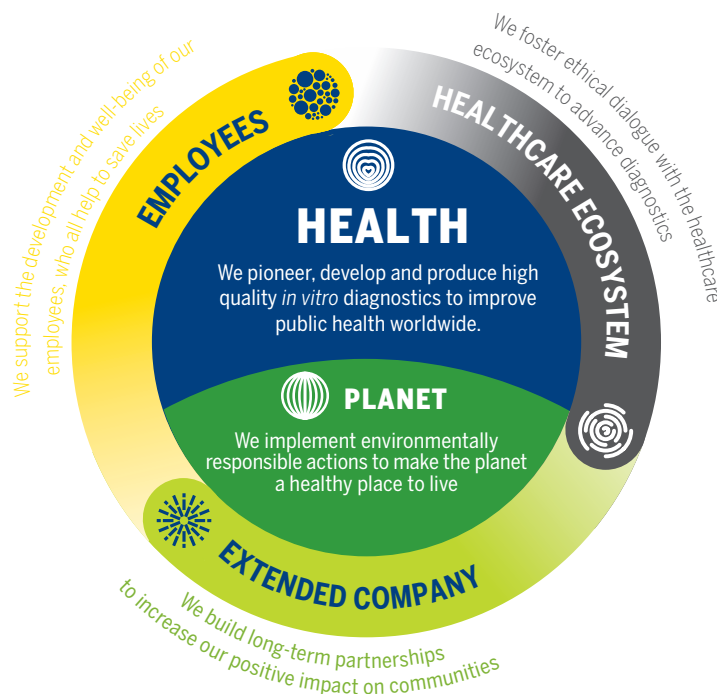 We support the development and well-being of our
employees, who all help to save lives
EMPLOYEES
We foster ethical dialogue with the healthcare
ecosystem to advance diagnostics
HEALTHCARE ECOSYSTEM
HEALTH
We pioneer, develop and produce high
quality in vitro diagnostics to improve
public health worldwide.
PLANET
We implement environmentally
responsible actions to make the planet
a healthy place to live
EXTENDED COMPANY
We build long-term partnerships
to increase our positive impact on communities